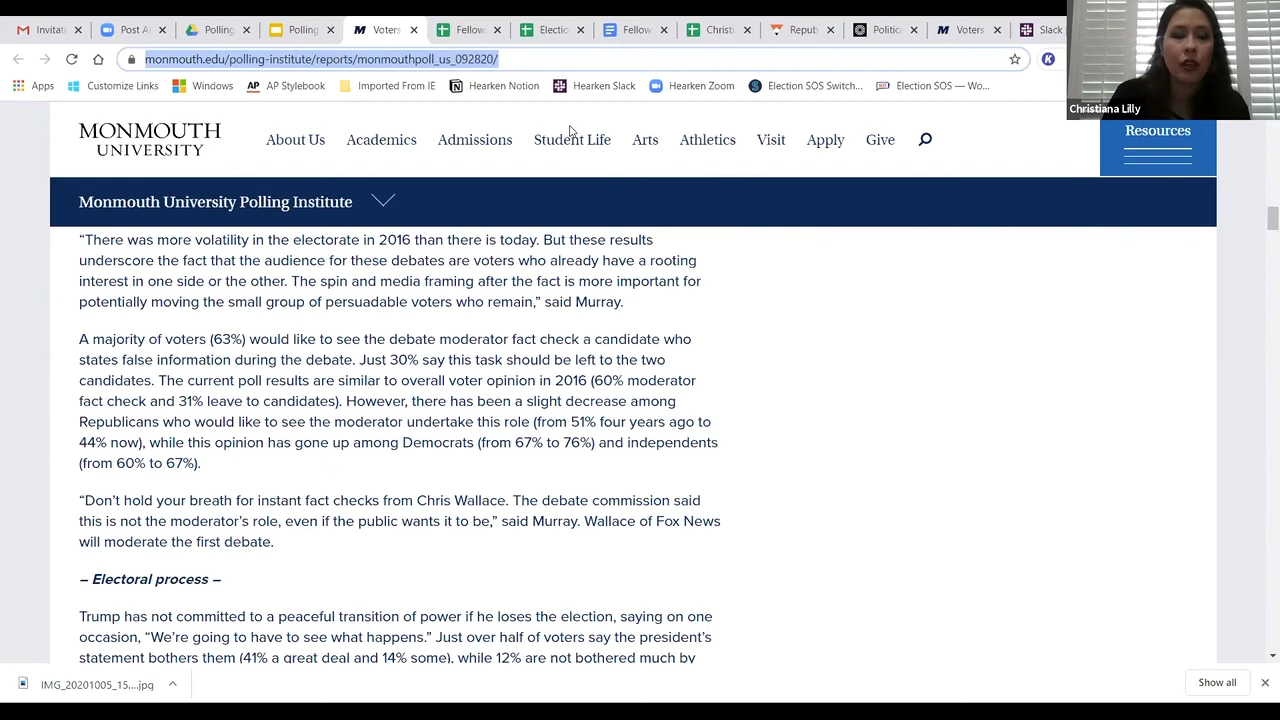 Invitat
Post A
Polling
Polling
Voters
Fellow
Electi
Fellow
Christi
Repu
Politic
Voters
Slack
monmouth.edu/polling-institute/reports/monmouthpoll_us_092820/
Apps
Customize Links
Windows
AP Stylebook
Imported From IE
Hearken Notion
Hearken Slack
Hearken Zoom
Election SOS Switch...
Election SOS — Wo...
Christiana Lilly
MONMOUTH
UNIVERSITY
About Us
Academics
Admissions
Student Life
Arts
Athletics
Visit
Apply
Give
Resources
Monmouth University Polling Institute
“There was more volatility in the electorate in 2016 than there is today. But these results
underscore the fact that the audience for these debates are voters who already have a rooting
interest in one side or the other. The spin and media framing after the fact is more important for
potentially moving the small group of persuadable voters who remain,” said Murray.
A majority of voters (63%) would like to see the debate moderator fact check a candidate who
states false information during the debate. Just 30% say this task should be left to the two
candidates. The current poll results are similar to overall voter opinion in 2016 (60% moderator
fact check and 31% leave to candidates). However, there has been a slight decrease among
Republicans who would like to see the moderator undertake this role (from 51% four years ago to
44% now), while this opinion has gone up among Democrats (from 67% to 76%) and independents
(from 60% to 67%).
“Don’t hold your breath for instant fact checks from Chris Wallace. The debate commission said
this is not the moderator’s role, even if the public wants it to be,” said Murray. Wallace of Fox News
will moderate the first debate.
– Electoral process –
Trump has not committed to a peaceful transition of power if he loses the election, saying on one
occasion, “We’re going to have to see what happens.” Just over half of voters say the president’s
statement bothers them (41% a great deal and 14% some), while 12% are not bothered much by
IMG_20201005_15....jpg
Show all